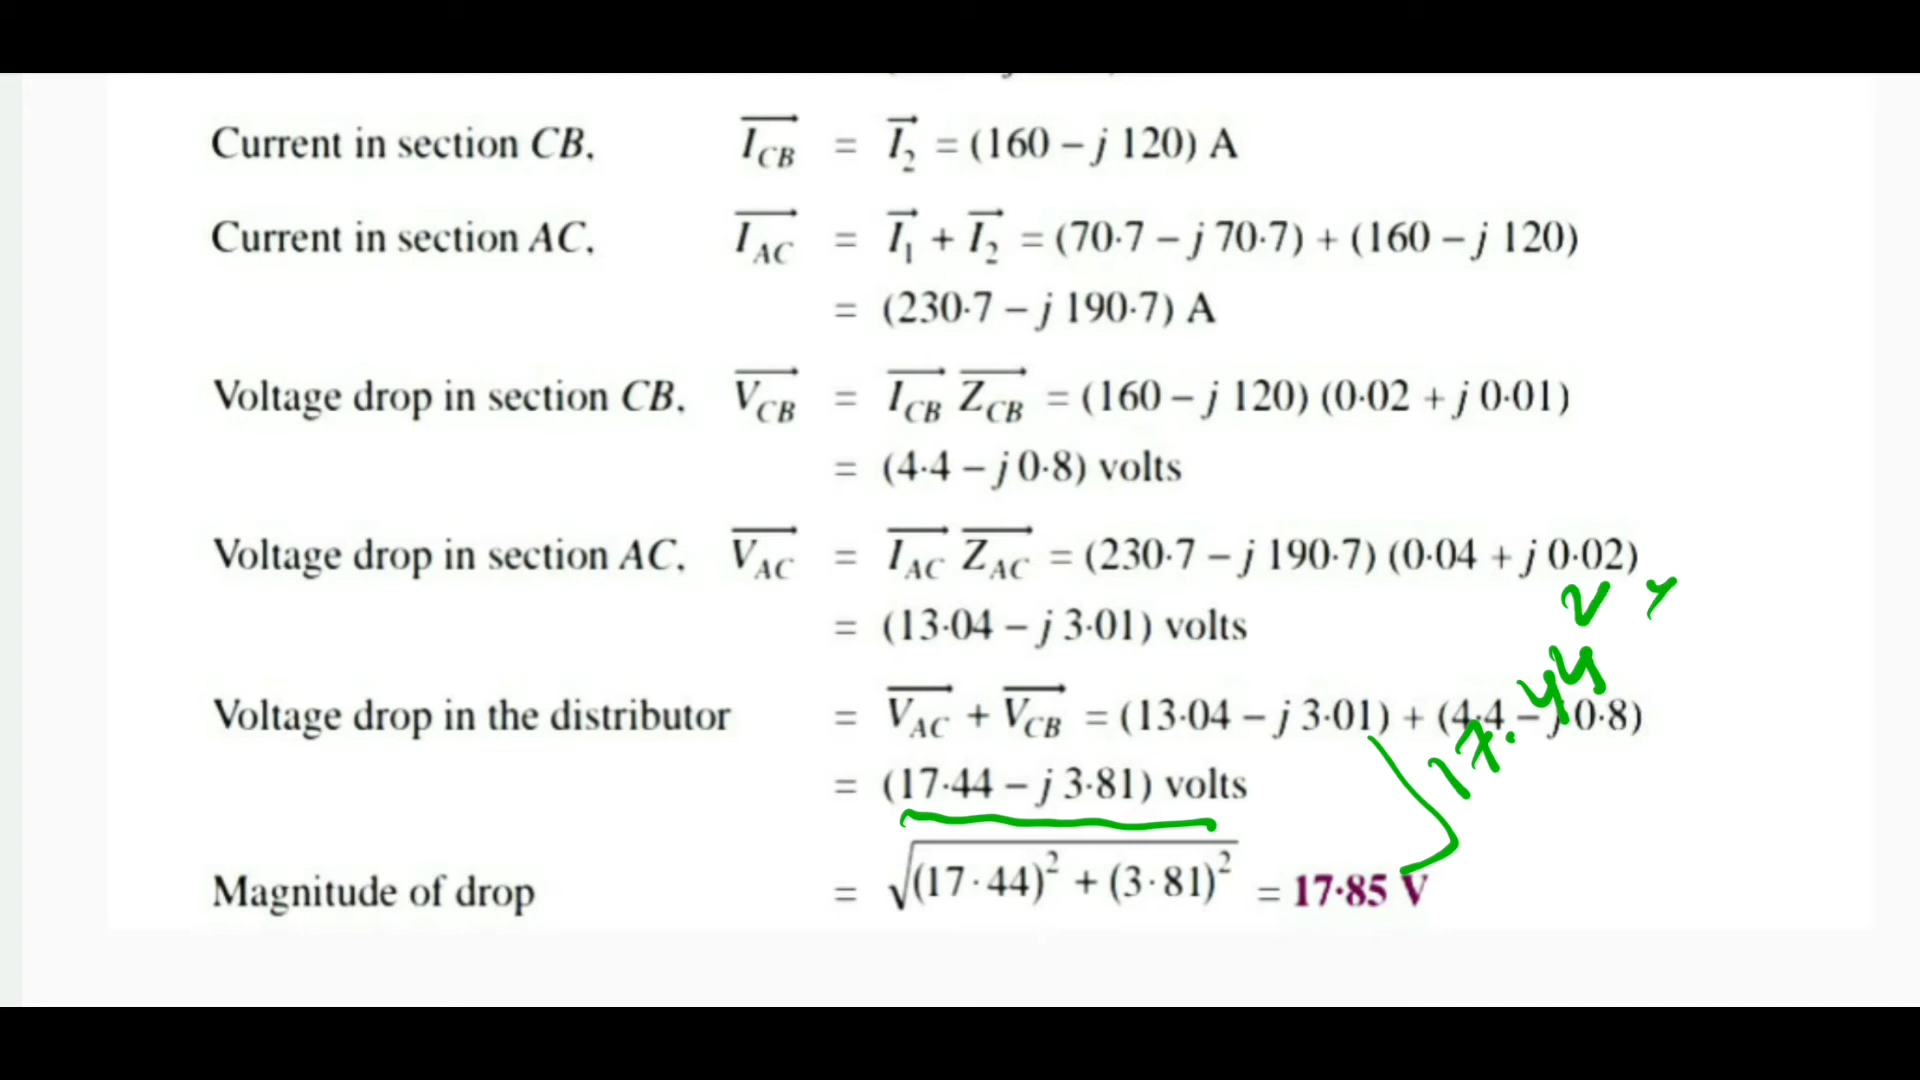 Current in section CB, I_CB = I₂ = (160 – j 120) A
Current in section AC, I_AC = I₁ + I₂ = (70·7 – j 70·7) + (160 – j 120)
= (230·7 – j 190·7) A
Voltage drop in section CB, V_CB = I_CB Z_CB = (160 – j 120) (0·02 + j 0·01)
= (4·4 – j 0·8) volts
Voltage drop in section AC, V_AC = I_AC Z_AC = (230·7 – j 190·7) (0·04 + j 0·02)
= (13·04 – j 3·01) volts
Voltage drop in the distributor = V_AC + V_CB = (13·04 – j 3·01) + (4·4 – j 0·8)
= (17·44 – j 3·81) volts
Magnitude of drop = √((17·44)² + (3·81)²) = 17·85 V
√17.44²